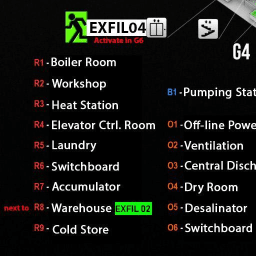 EXFIL04
Activate in G6
G4
R1 - Boiler Room
R2 - Workshop
R3 - Heat Station
R4 - Elevator Ctrl. Room
R5 - Laundry
R6 - Switchboard
R7 - Accumulator
next to R8 - Warehouse EXFIL 02
R9 - Cold Store
B1 - Pumping Stat
O1 - Off-line Powe
O2 - Ventilation
O3 - Central Disch
O4 - Dry Room
O5 - Desalinator
O6 - Switchboard